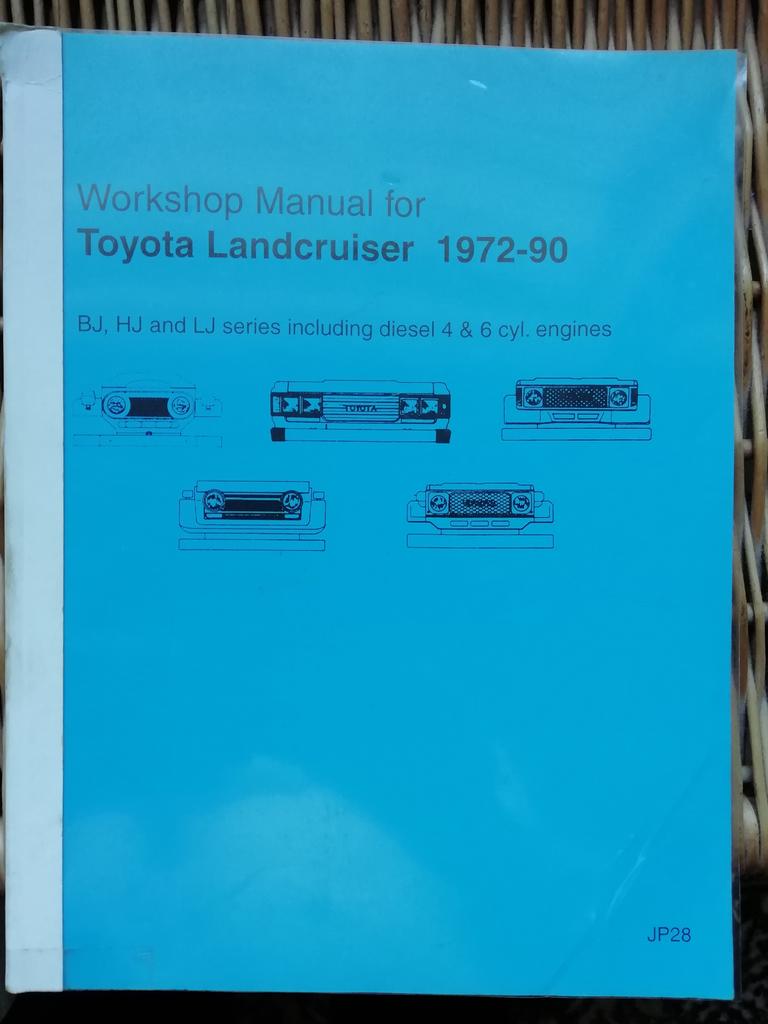 Workshop Manual for
Toyota Landcruiser 1972-90
BJ, HJ and LJ series including diesel 4 & 6 cyl. engines
TOYOTA
JP28